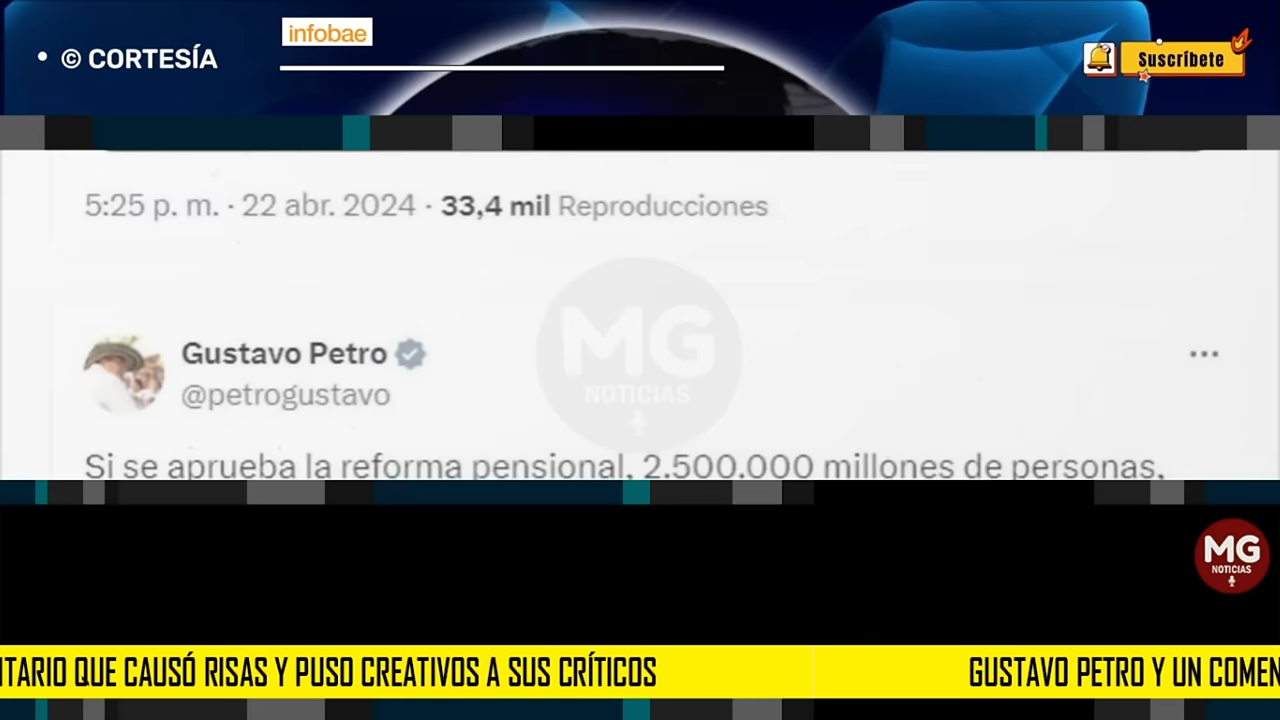 infobae
• © CORTESÍA
Suscríbete
5:25 p. m. · 22 abr. 2024 · 33,4 mil Reproducciones
Gustavo Petro
@petrogustavo
MG
NOTICIAS
Si se aprueba la reforma pensional, 2.500.000 millones de personas,
MG
NOTICIAS
TARIO QUE CAUSÓ RISAS Y PUSO CREATIVOS A SUS CRÍTICOS GUSTAVO PETRO Y UN COMEN